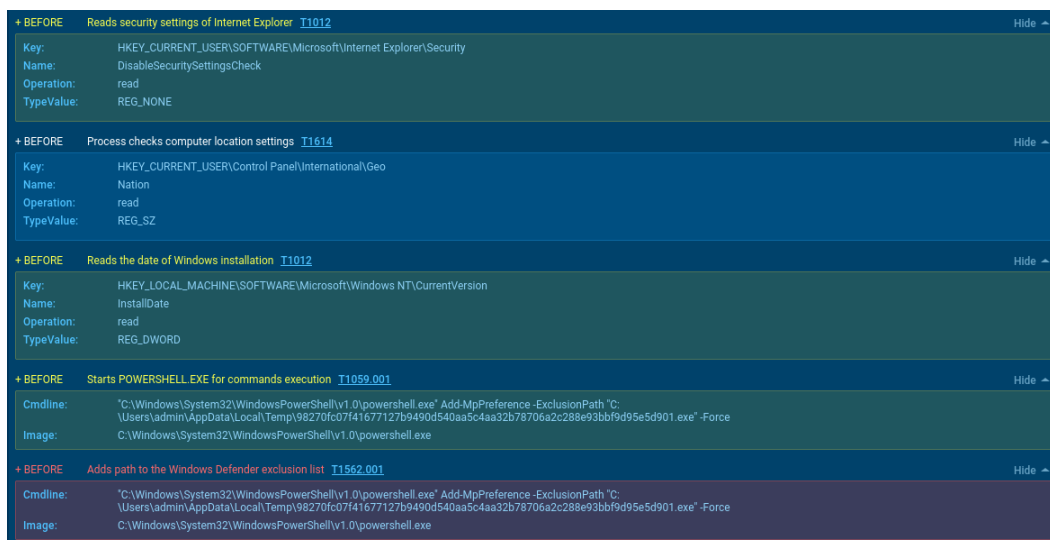 + BEFORE Reads security settings of Internet Explorer T1012 Hide
Key: HKEY_CURRENT_USER\SOFTWARE\Microsoft\Internet Explorer\Security
Name: DisableSecuritySettingsCheck
Operation: read
TypeValue: REG_NONE
+ BEFORE Process checks computer location settings T1614 Hide
Key: HKEY_CURRENT_USER\Control Panel\International\Geo
Name: Nation
Operation: read
TypeValue: REG_SZ
+ BEFORE Reads the date of Windows installation T1012 Hide
Key: HKEY_LOCAL_MACHINE\SOFTWARE\Microsoft\Windows NT\CurrentVersion
Name: InstallDate
Operation: read
TypeValue: REG_DWORD
+ BEFORE Starts POWERSHELL.EXE for commands execution T1059.001 Hide
Cmdline: "C:\Windows\System32\WindowsPowerShell\v1.0\powershell.exe" Add-MpPreference -ExclusionPath "C:
\Users\admin\AppData\Local\Temp\98270fc07f41677127b9490d540aa5c4aa32b78706a2c288e93bbf9d95e5d901.exe" -Force
Image: C:\Windows\System32\WindowsPowerShell\v1.0\powershell.exe
+ BEFORE Adds path to the Windows Defender exclusion list T1562.001 Hide
Cmdline: "C:\Windows\System32\WindowsPowerShell\v1.0\powershell.exe" Add-MpPreference -ExclusionPath "C:
\Users\admin\AppData\Local\Temp\98270fc07f41677127b9490d540aa5c4aa32b78706a2c288e93bbf9d95e5d901.exe" -Force
Image: C:\Windows\System32\WindowsPowerShell\v1.0\powershell.exe